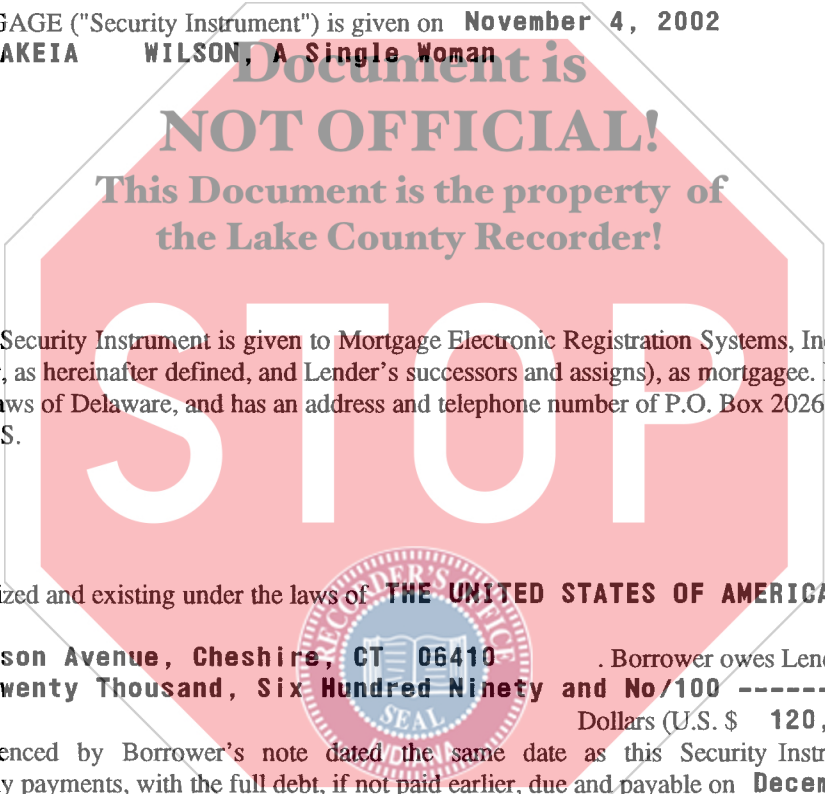 GAGE ("Security Instrument") is given on November 4, 2002
AKEIA WILSON, A Single Woman
Document is
NOT OFFICIAL!
This Document is the property of
the Lake County Recorder!
STOP
Security Instrument is given to Mortgage Electronic Registration Systems, In
, as hereinafter defined, and Lender's successors and assigns), as mortgagee.
aws of Delaware, and has an address and telephone number of P.O. Box 2026
S.
ized and existing under the laws of THE UNITED STATES OF AMERICA
son Avenue, Cheshire, CT 06410 . Borrower owes Lend
wenty Thousand, Six Hundred Ninety and No/100 ------
Dollars (U.S. $ 120,
enced by Borrower's note dated the same date as this Security Instr
y payments, with the full debt, if not paid earlier, due and payable on Decem
RECORDER'S OFFICE
SEAL
INDIANA